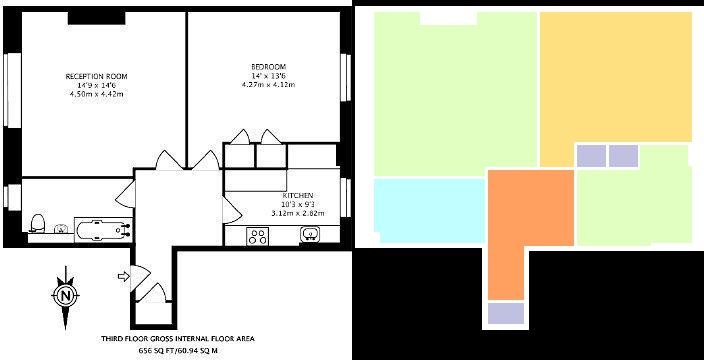 RECEPTION ROOM
14'9 x 14'6
4.50m x 4.42m
BEDROOM
14' x 13'6
4.27m x 4.12m
KITCHEN
10'3 x 9'3
3.12m x 2.82m
N
THIRD FLOOR GROSS INTERNAL FLOOR AREA
656 SQ FT/60.94 SQ M